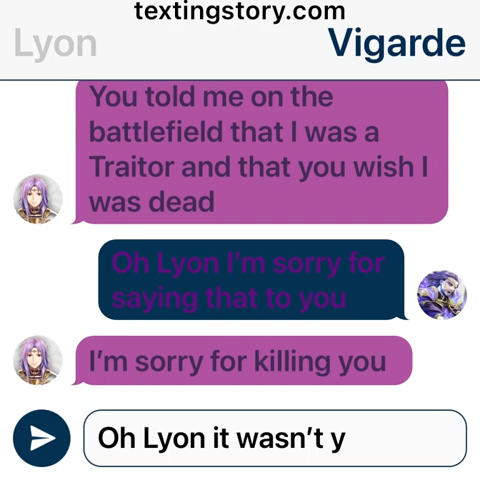 textingstory.com
Lyon
Vigarde
You told me on the
battlefield that I was a
Traitor and that you wish I
was dead
Oh Lyon I'm sorry for
saying that to you
I'm sorry for killing you
Oh Lyon it wasn't y